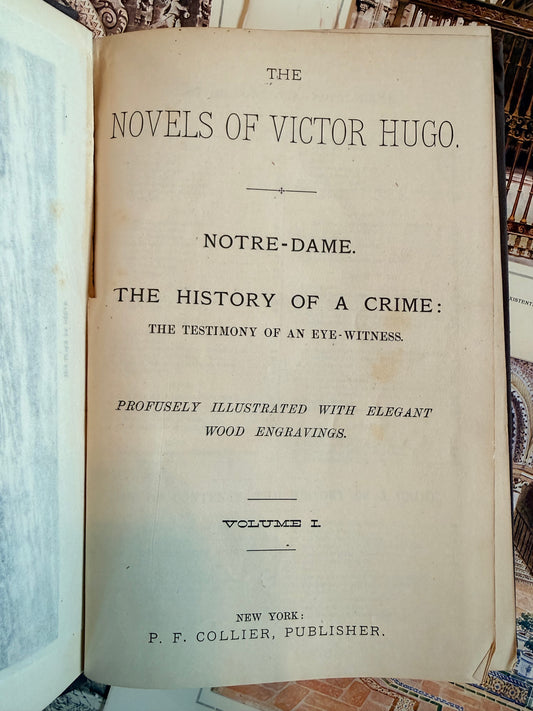 THE
NOVELS OF VICTOR HUGO.
NOTRE-DAME.
THE HISTORY OF A CRIME:
THE TESTIMONY OF AN EYE-WITNESS.
PROFUSELY ILLUSTRATED WITH ELEGANT
WOOD ENGRAVINGS.
VOLUME I.
NEW YORK:
P. F. COLLIER, PUBLISHER.